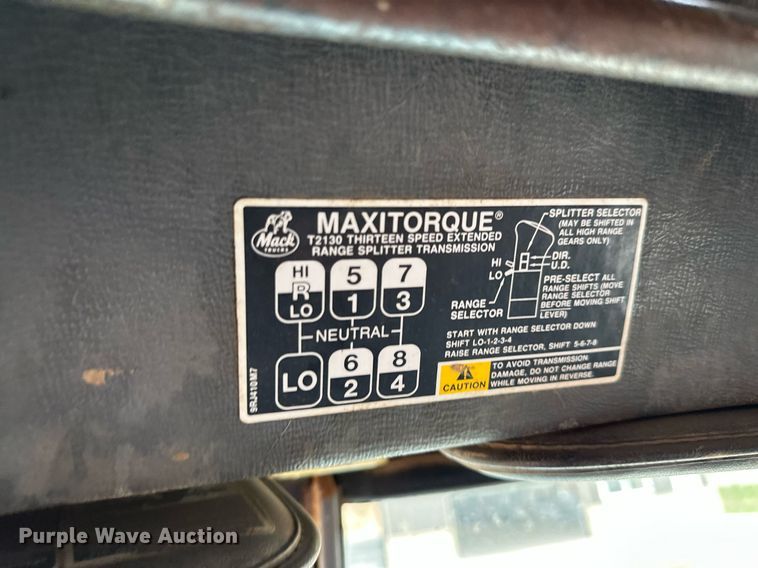 Mack
TRUCKS
MAXITORQUE®
T2130 THIRTEEN SPEED EXTENDED
RANGE SPLITTER TRANSMISSION
HI
R
LO
5
1
7
3
NEUTRAL
LO
6
2
8
4
SPLITTER SELECTOR
(MAY BE SHIFTED IN
ALL HIGH RANGE
GEARS ONLY)
HI
LO
DIR.
U.D.
RANGE
SELECTOR
PRE-SELECT ALL
RANGE SHIFTS (MOVE
RANGE SELECTOR
BEFORE MOVING SHIFT
LEVER)
START WITH RANGE SELECTOR DOWN
SHIFT LO-1-2-3-4
RAISE RANGE SELECTOR, SHIFT 5-6-7-8
CAUTION
TO AVOID TRANSMISSION
DAMAGE, DO NOT CHANGE RANGE
WHILE MOVING IN REVERSE.
9RJ410M7
Purple Wave Auction